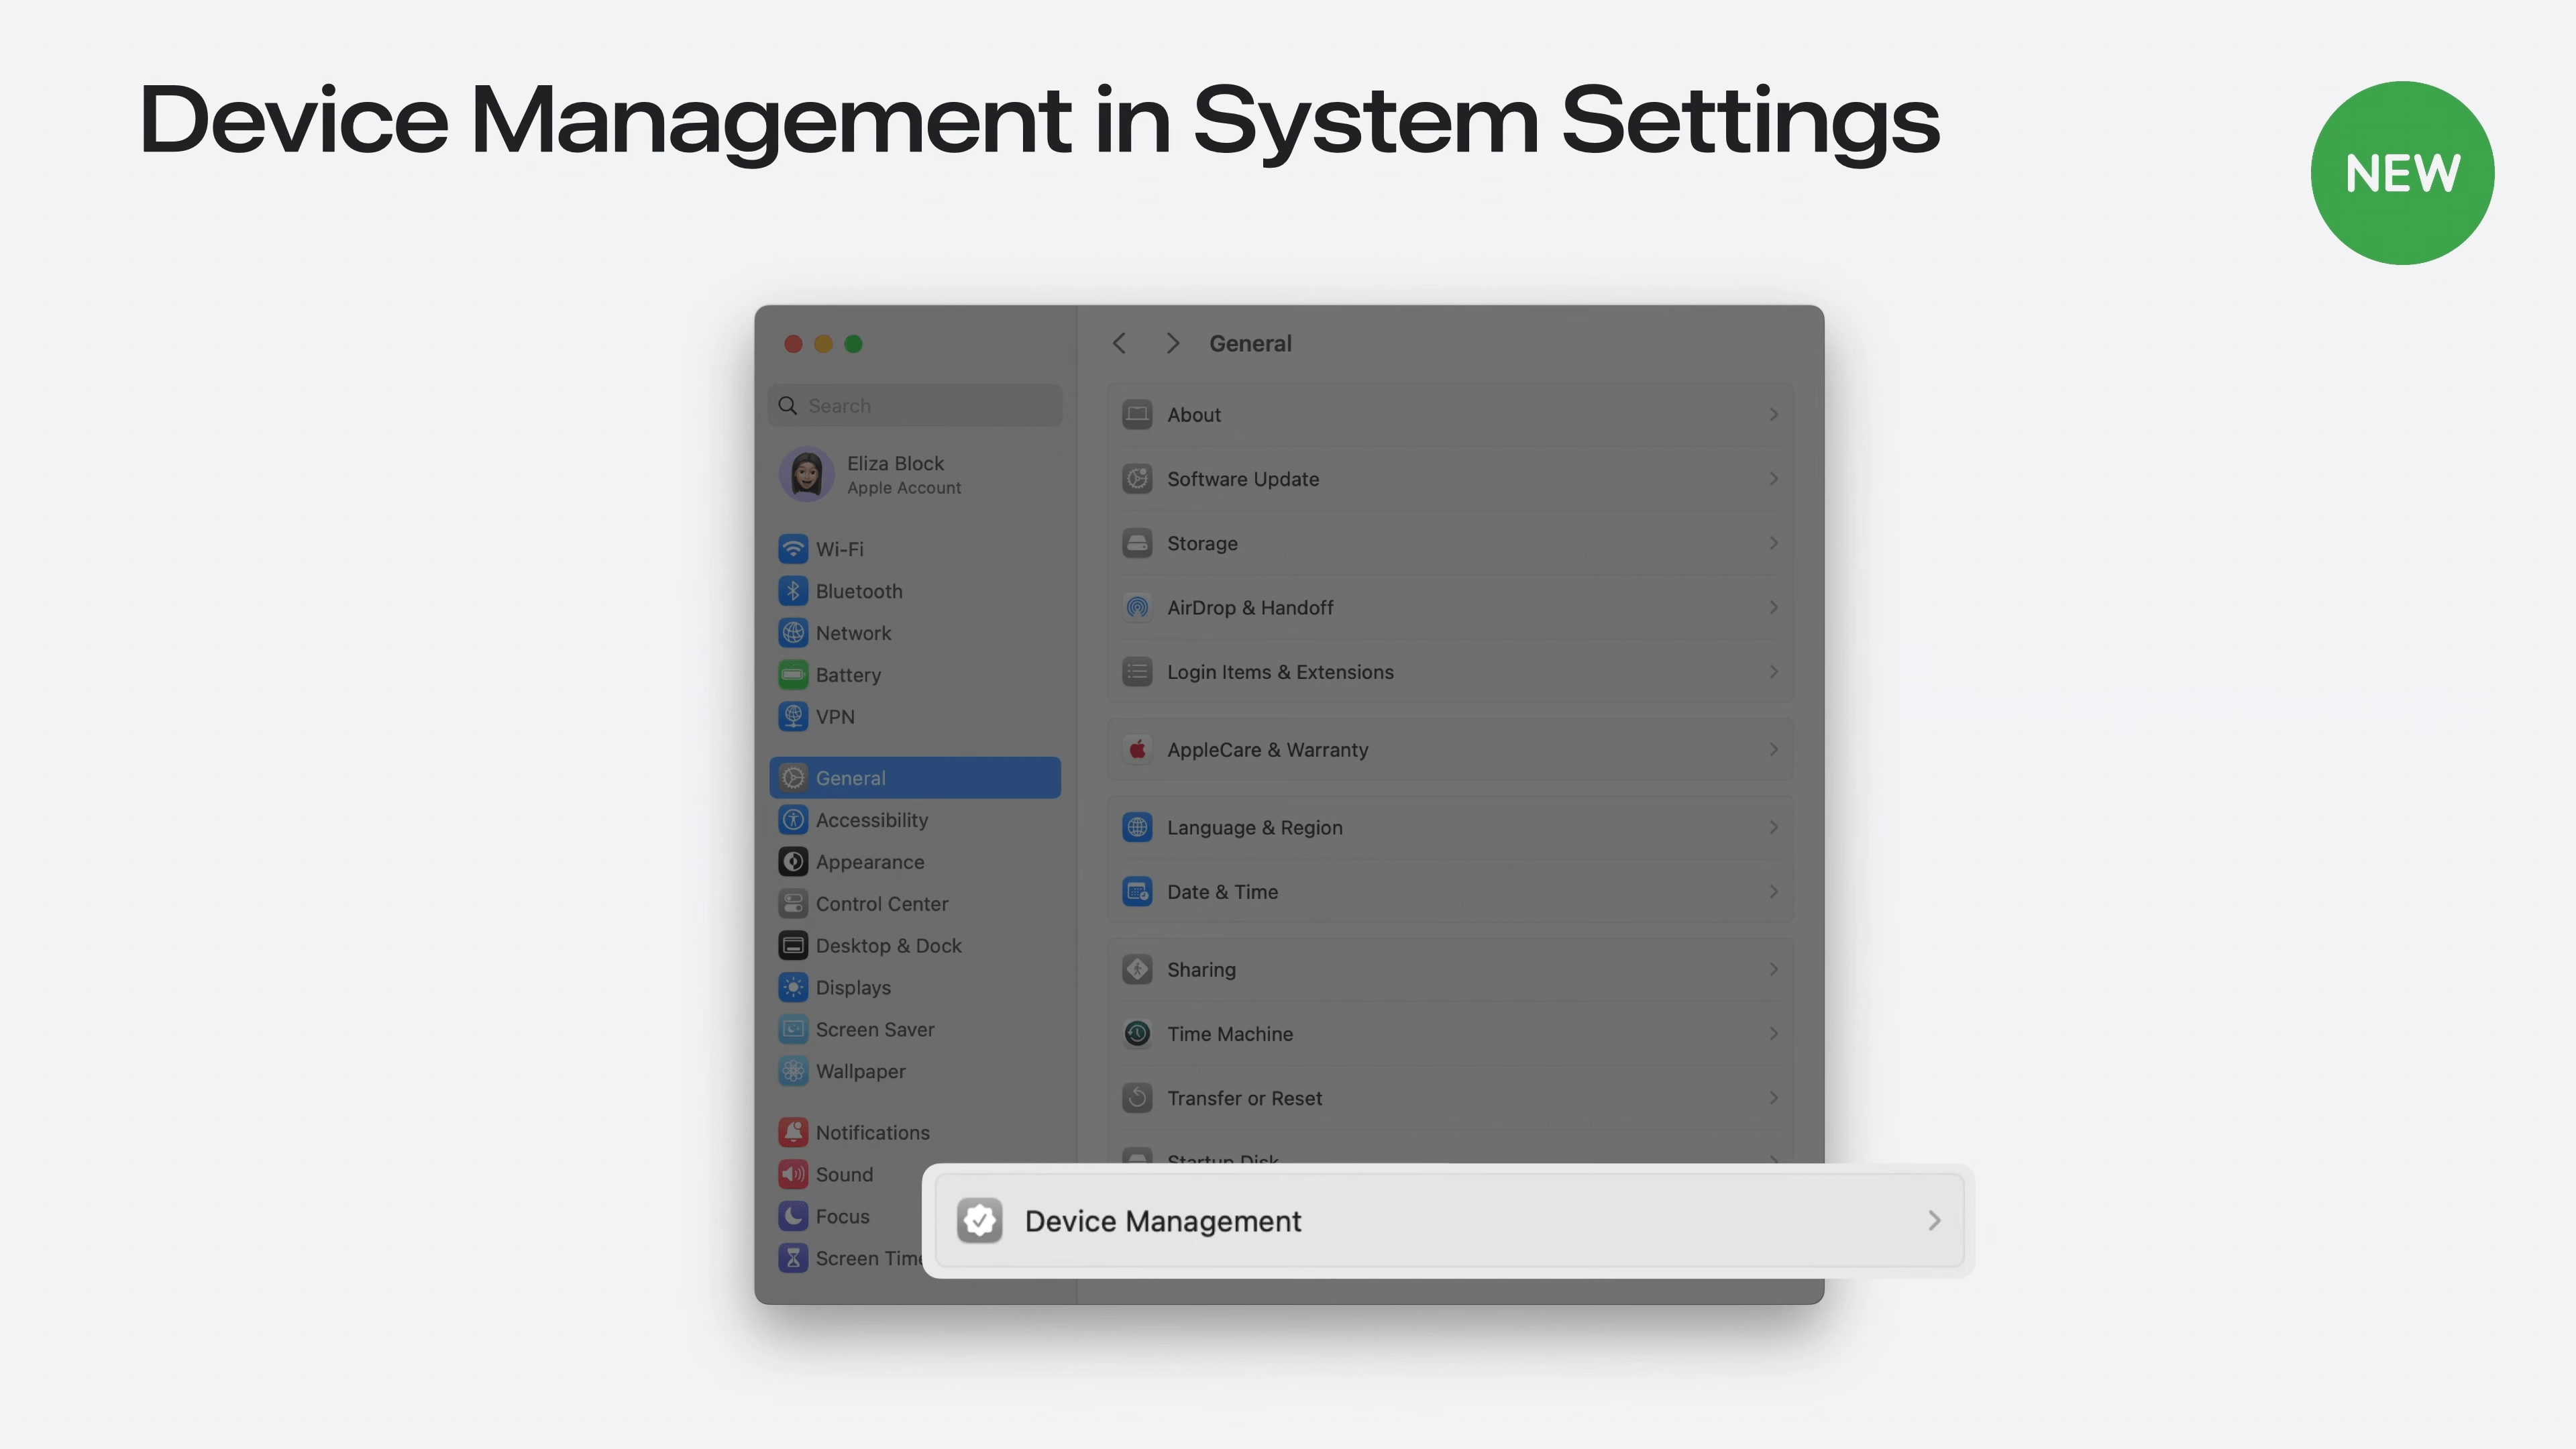 Device Management in System Settings
NEW
General
Search
Eliza Block
Apple Account
Wi-Fi
Bluetooth
Network
Battery
VPN
General
Accessibility
Appearance
Control Center
Desktop & Dock
Displays
Screen Saver
Wallpaper
Notifications
Sound
Focus
Screen Time
About
Software Update
Storage
AirDrop & Handoff
Login Items & Extensions
AppleCare & Warranty
Language & Region
Date & Time
Sharing
Time Machine
Transfer or Reset
Startup Disk
Device Management